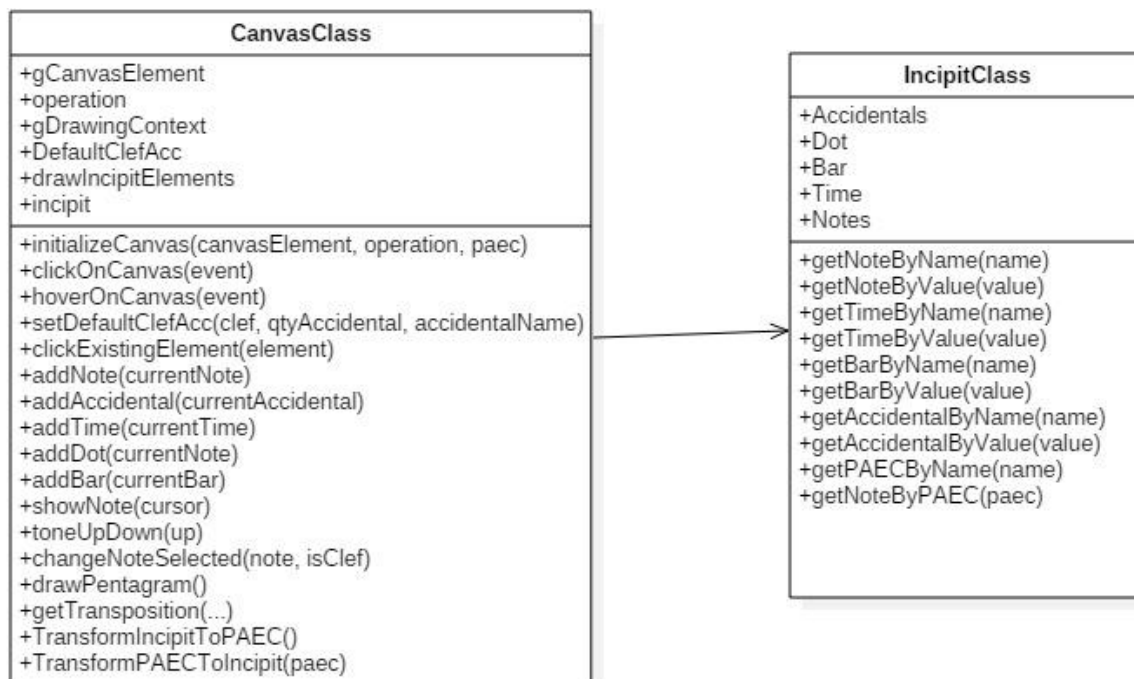 CanvasClass
+gCanvasElement
+operation
+gDrawingContext
+DefaultClefAcc
+drawIncipitElements
+incipit
+initializeCanvas(canvasElement, operation, paec)
+clickOnCanvas(event)
+hoverOnCanvas(event)
+setDefaultClefAcc(clef, qtyAccidental, accidentalName)
+clickExistingElement(element)
+addNote(currentNote)
+addAccidental(currentAccidental)
+addTime(currentTime)
+addDot(currentNote)
+addBar(currentBar)
+showNote(cursor)
+toneUpDown(up)
+changeNoteSelected(note, isClef)
+drawPentagram()
+getTransposition(...)
+TransformIncipitToPAEC()
+TransformPAECToIncipit(paec)
IncipitClass
+Accidentals
+Dot
+Bar
+Time
+Notes
+getNoteByName(name)
+getNoteByValue(value)
+getTimeByName(name)
+getTimeByValue(value)
+getBarByName(name)
+getBarByValue(value)
+getAccidentalByName(name)
+getAccidentalByValue(value)
+getPAECByName(name)
+getNoteByPAEC(paec)